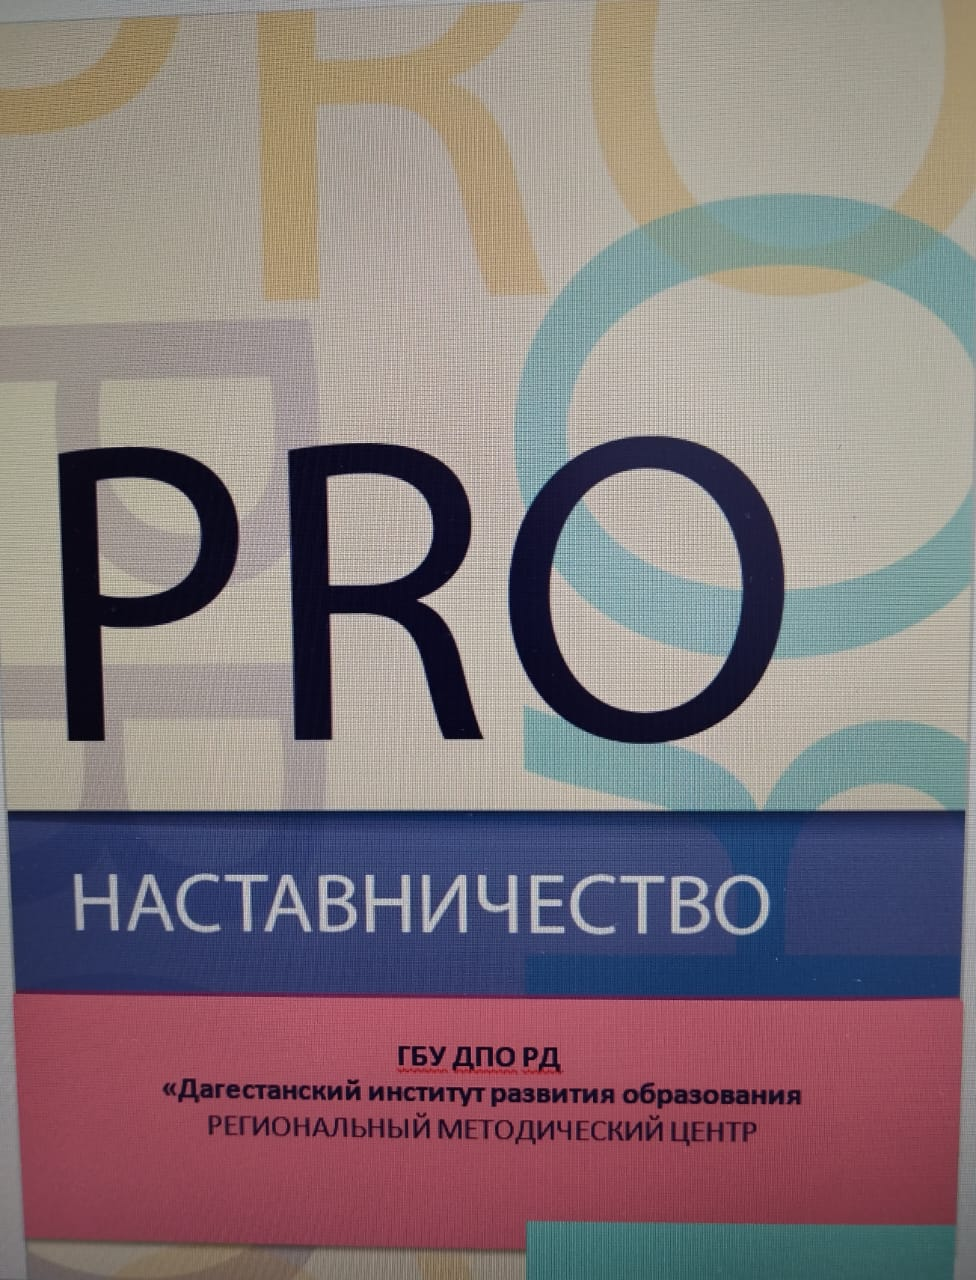 PRO
НАСТАВНИЧЕСТВО
ГБУ ДПО РД
«Дагестанский институт развития образования
РЕГИОНАЛЬНЫЙ МЕТОДИЧЕСКИЙ ЦЕНТР